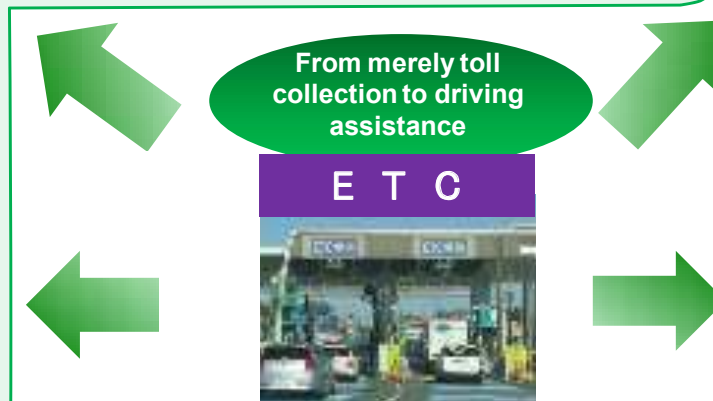 From merely toll
collection to driving
assistance
E T C